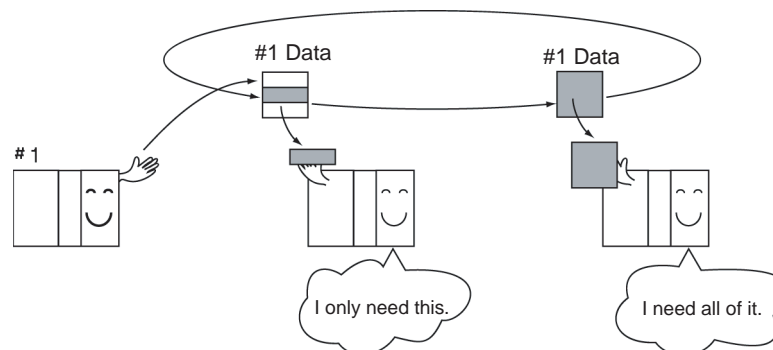 #1 Data
#1 Data
#1
I only need this.
I need all of it.